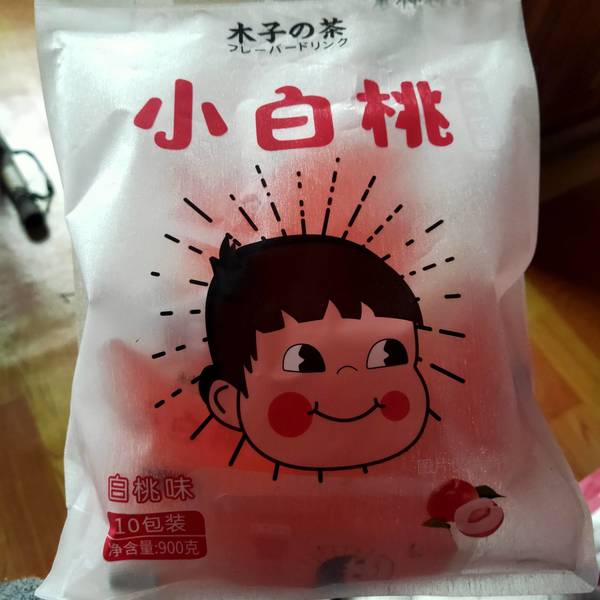 木子の茶
フレーバードリンク
小白桃
白桃味
10包装
净含量:900克